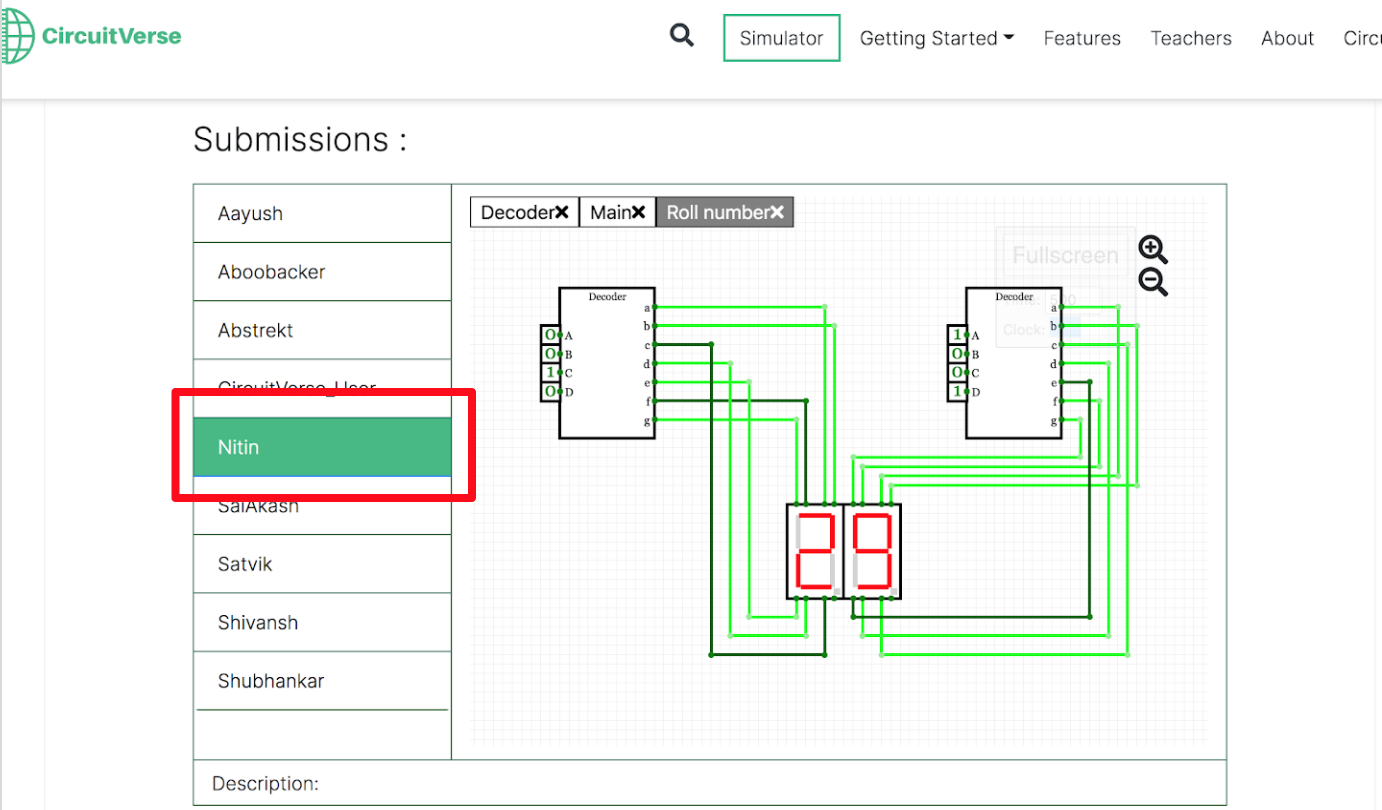 CircuitVerse
Simulator Getting Started Features Teachers About Circu
Submissions :
Aayush
Aboobacker
Abstrekt
CircuitVerse_User
Nitin
SaiAkash
Satvik
Shivansh
Shubhankar
Decoder Main Roll number
Fullscreen
Clock:
Decoder
0 A
0 B
1 C
0 D
a
b
c
d
e
f
g
Decoder
1 A
0 B
0 C
1 D
a
b
c
d
e
f
g
29
Description: